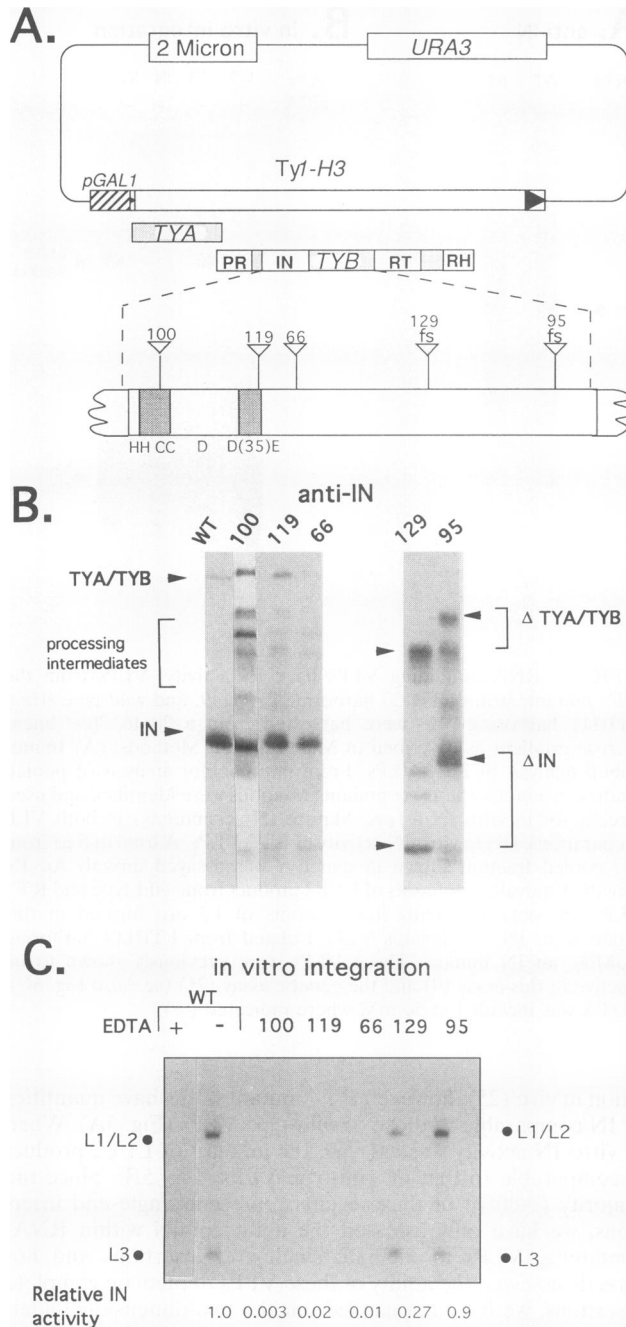 A.
2 Micron
URA3
Ty1-H3
pGAL1
TYA
PR IN TYB RT RH
100 119 66 129 fs 95 fs
HH CC D D(35)E
B.
anti-IN
WT 100 119 66 129 95
TYA/TYB
Δ TYA/TYB
processing
intermediates
IN
Δ IN
C.
in vitro integration
WT
EDTA + − 100 119 66 129 95
L1/L2 L1/L2
L3 L3
Relative IN
activity 1.0 0.003 0.02 0.01 0.27 0.9